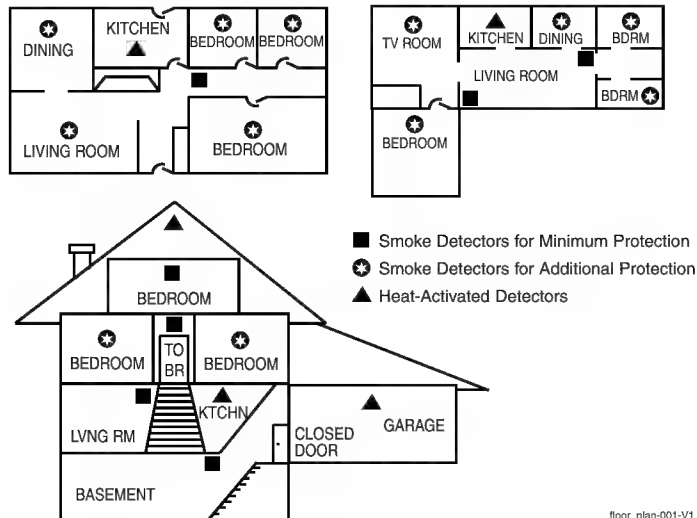 DINING
KITCHEN
BEDROOM
BEDROOM
LIVING ROOM
BEDROOM
TV ROOM
KITCHEN
DINING
BDRM
LIVING ROOM
BDRM
BEDROOM
Smoke Detectors for Minimum Protection
Smoke Detectors for Additional Protection
Heat-Activated Detectors
BEDROOM
BEDROOM
TO
BR
BEDROOM
LVNG RM
KTCHN
CLOSED
DOOR
GARAGE
BASEMENT
floor_plan-001-V1